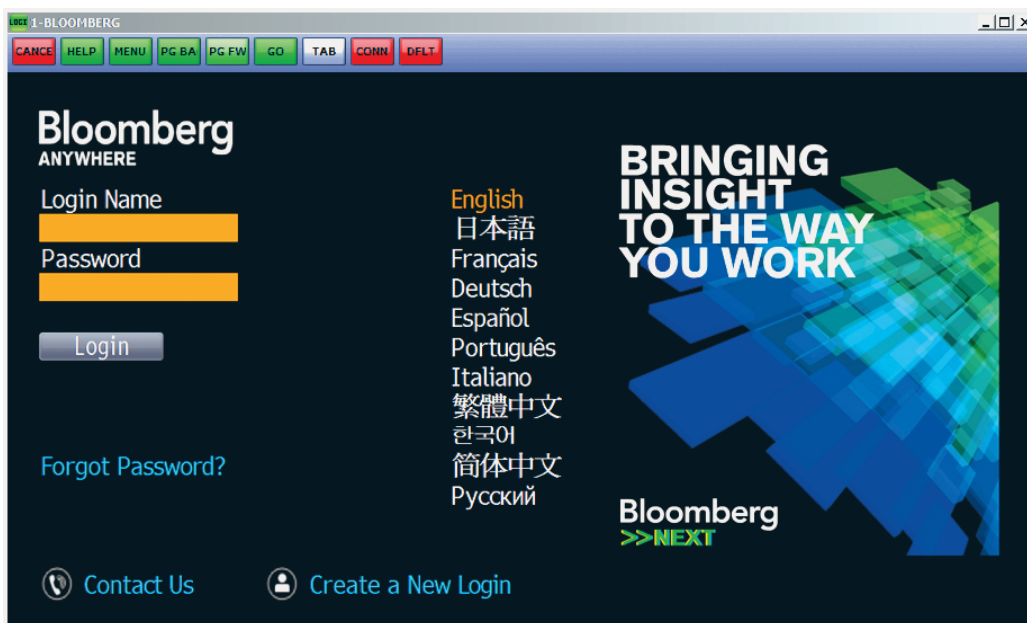 LOGI 1-BLOOMBERG
CANCE HELP MENU PG BA PG FW GO TAB CONN DFLT
Bloomberg
ANYWHERE
Login Name
Password
Login
Forgot Password?
Contact Us
Create a New Login
English
日本語
Français
Deutsch
Español
Português
Italiano
繁體中文
한국어
简体中文
Русский
BRINGING
INSIGHT
TO THE WAY
YOU WORK
Bloomberg
>>NEXT